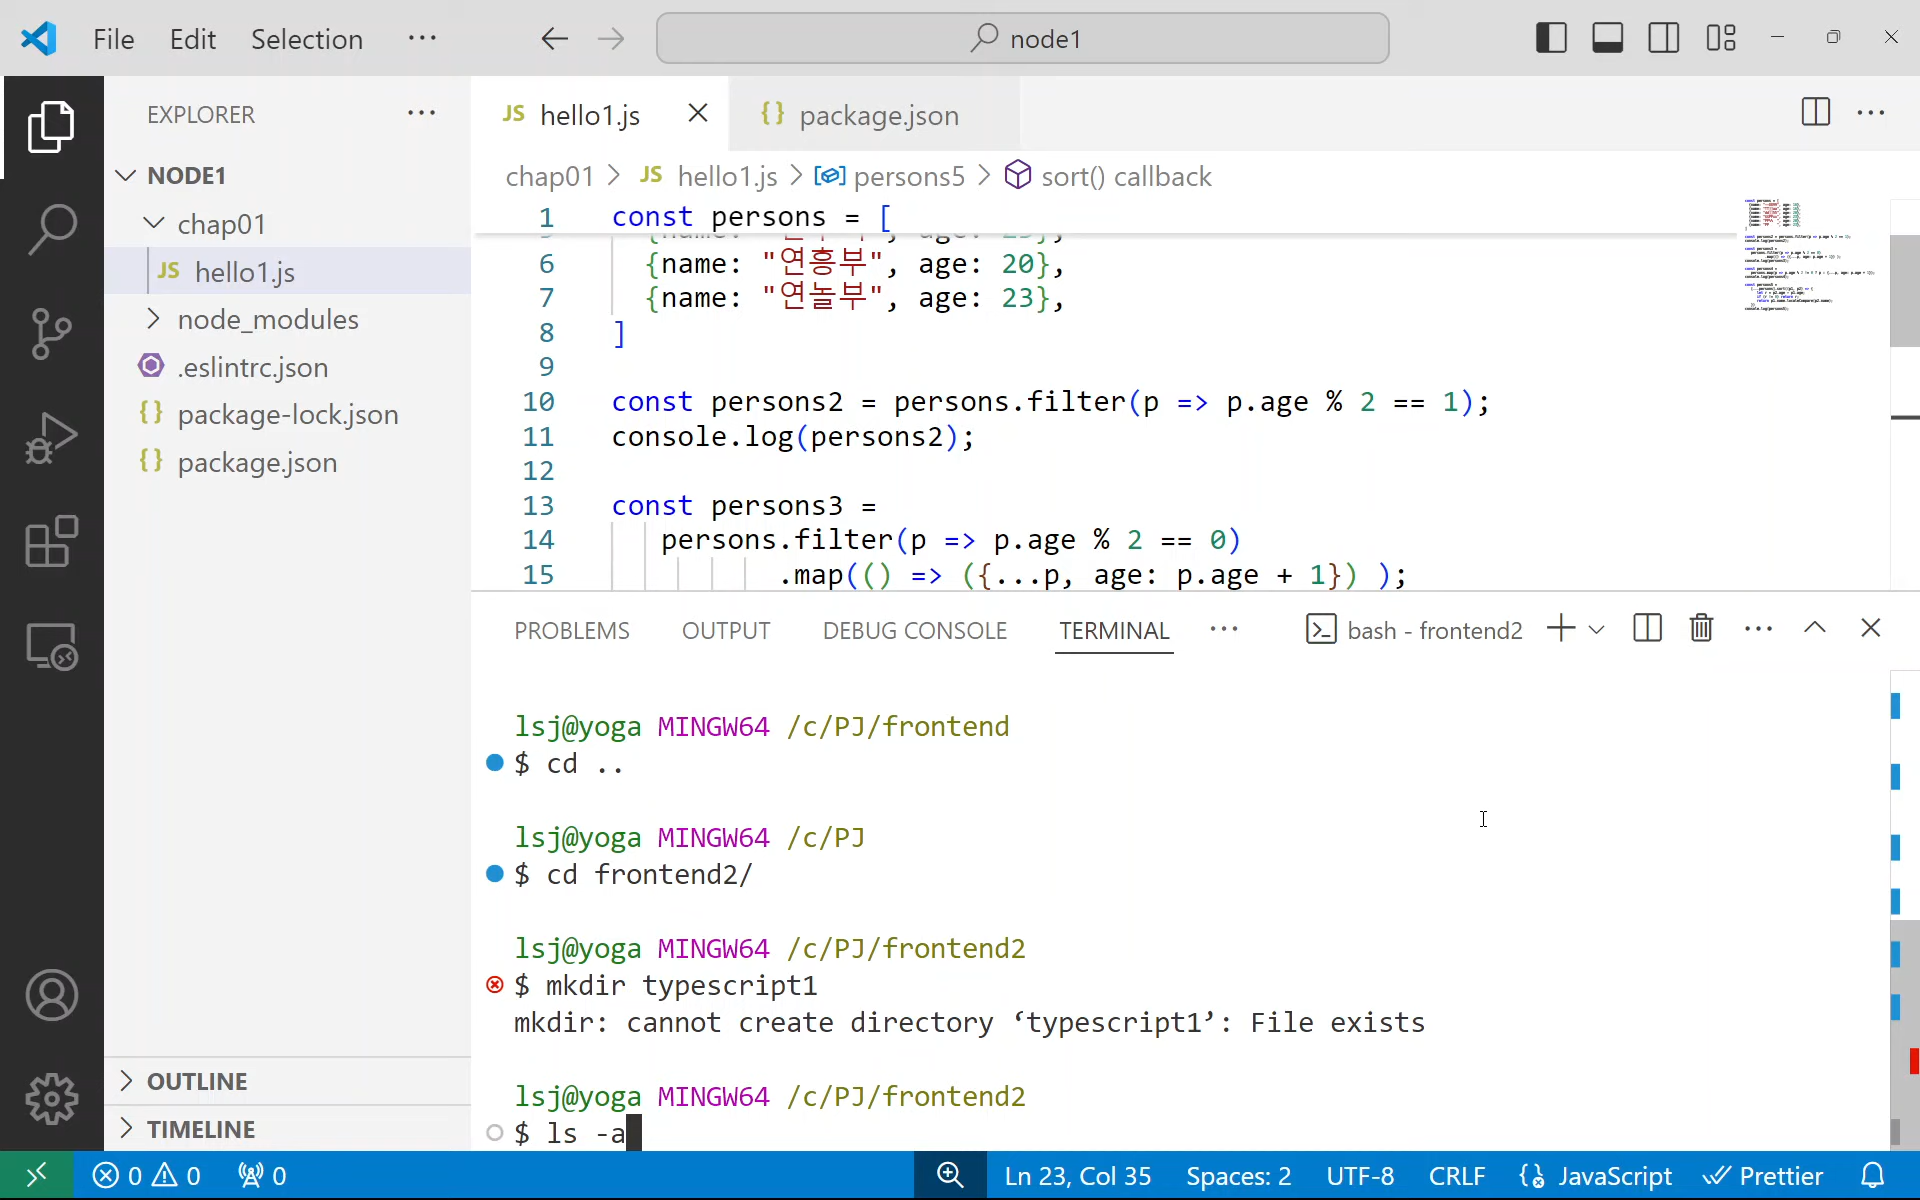 File Edit Selection ··· node1
EXPLORER ···
NODE1
chap01
JS hello1.js
node_modules
.eslintrc.json
{} package-lock.json
{} package.json
OUTLINE
TIMELINE
JS hello1.js {} package.json
chap01 > JS hello1.js > persons5 > sort() callback
1 const persons = [
6 {name: "연흥부", age: 20},
7 {name: "연놀부", age: 23},
8 ]
9
10 const persons2 = persons.filter(p => p.age % 2 == 1);
11 console.log(persons2);
12
13 const persons3 =
14 persons.filter(p => p.age % 2 == 0)
15 .map(() => ({...p, age: p.age + 1}) );
PROBLEMS OUTPUT DEBUG CONSOLE TERMINAL ··· bash - frontend2
lsj@yoga MINGW64 /c/PJ/frontend
$ cd ..
lsj@yoga MINGW64 /c/PJ
$ cd frontend2/
lsj@yoga MINGW64 /c/PJ/frontend2
$ mkdir typescript1
mkdir: cannot create directory ‘typescript1’: File exists
lsj@yoga MINGW64 /c/PJ/frontend2
$ ls -a
0 0 0 Ln 23, Col 35 Spaces: 2 UTF-8 CRLF JavaScript Prettier